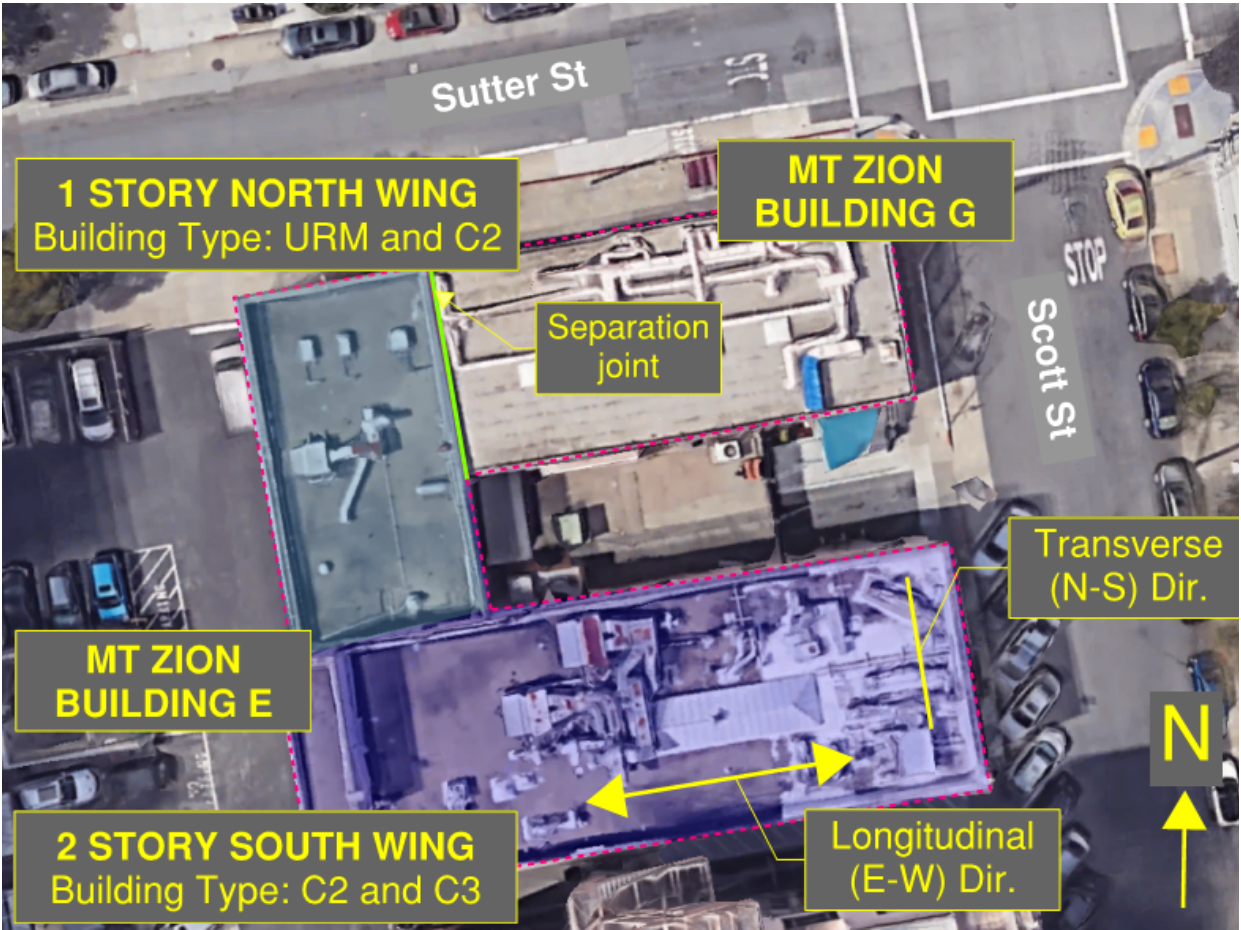 Sutter St
1 STORY NORTH WING
Building Type: URM and C2
MT ZION
BUILDING G
STOP
Separation
joint
Scott St
Transverse
(N-S) Dir.
MT ZION
BUILDING E
N
2 STORY SOUTH WING
Building Type: C2 and C3
Longitudinal
(E-W) Dir.